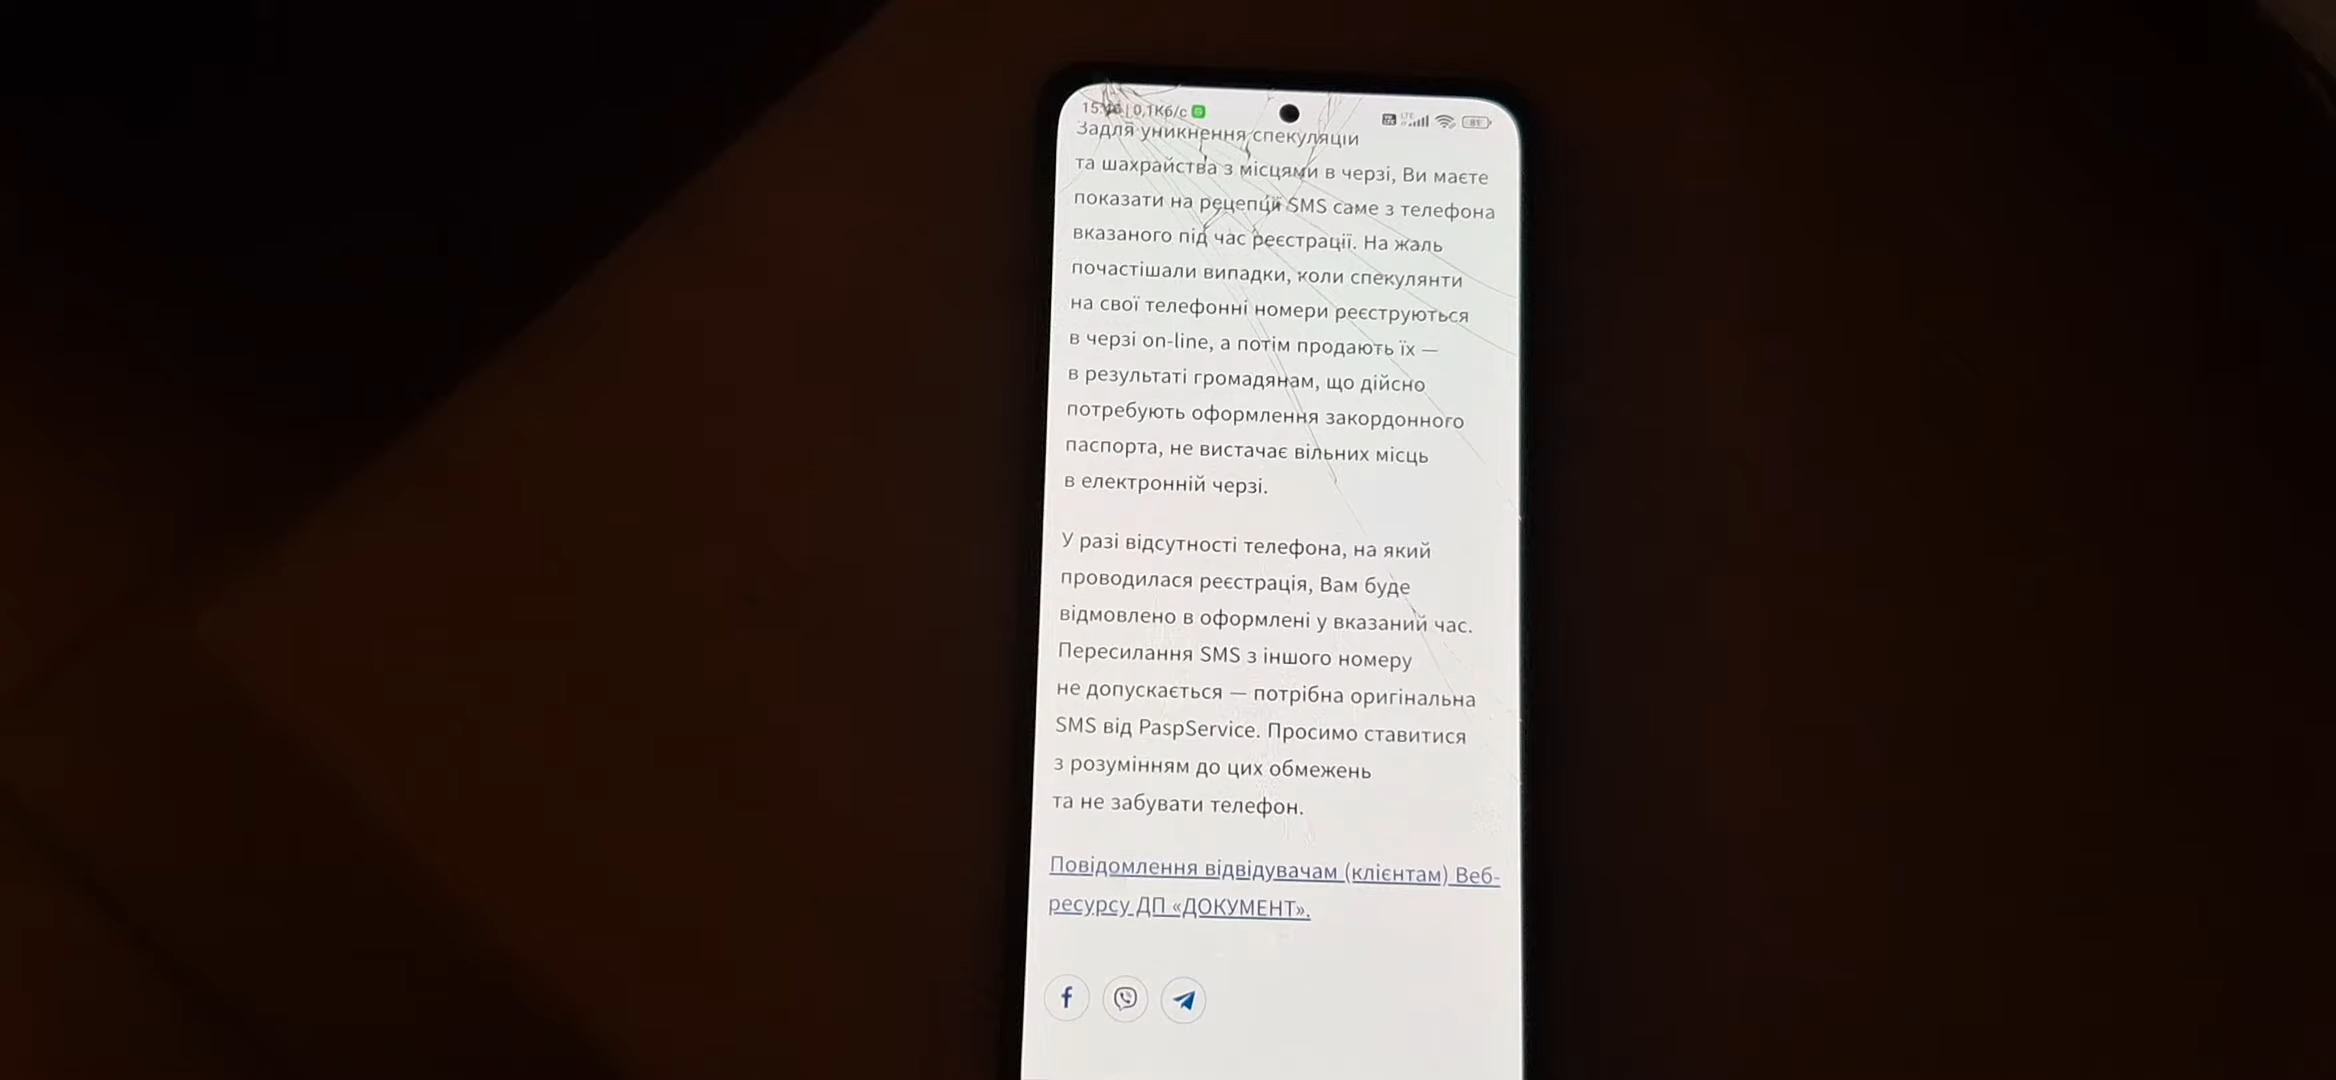 0,1Кб/с
Задля уникнення спекуляції
та шахрайства з місцями в черзі, Ви маєте
показати на рецепції SMS саме з телефона
вказаного під час реєстрації. На жаль
почастішали випадки, коли спекулянти
на свої телефонні номери реєструються
в черзі on-line, а потім продають їх —
в результаті громадянам, що дійсно
потребують оформлення закордонного
паспорта, не вистачає вільних місць
в електронній черзі.
У разі відсутності телефона, на який
проводилася реєстрація, Вам буде
відмовлено в оформлені у вказаний час.
Пересилання SMS з іншого номеру
не допускається — потрібна оригінальна
SMS від PaspService. Просимо ставитися
з розумінням до цих обмежень
та не забувати телефон.
Повідомлення відвідувачам (клієнтам) Веб-
ресурсу ДП «ДОКУМЕНТ».